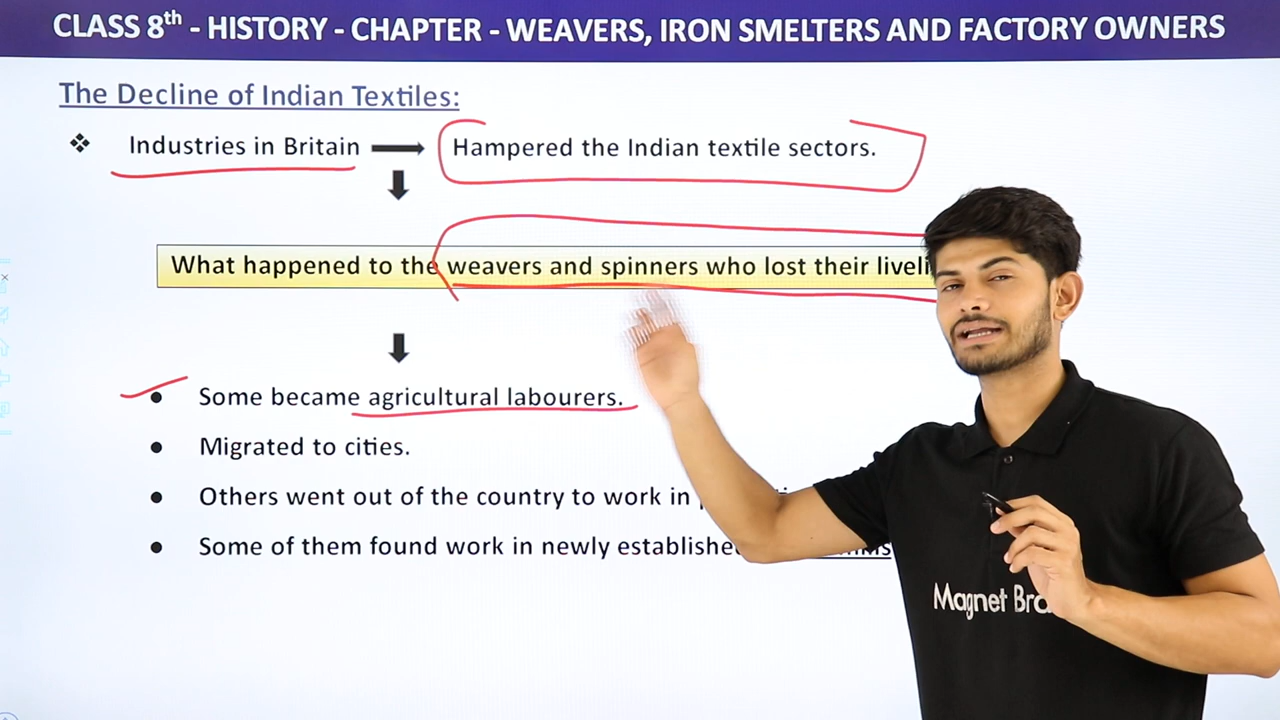 CLASS 8th - HISTORY - CHAPTER - WEAVERS, IRON SMELTERS AND FACTORY OWNERS
The Decline of Indian Textiles:
❖ Industries in Britain → Hampered the Indian textile sectors.
What happened to the weavers and spinners who lost their
• Some became agricultural labourers.
• Migrated to cities.
• Others went out of the country to work in
• Some of them found work in newly
Magnet